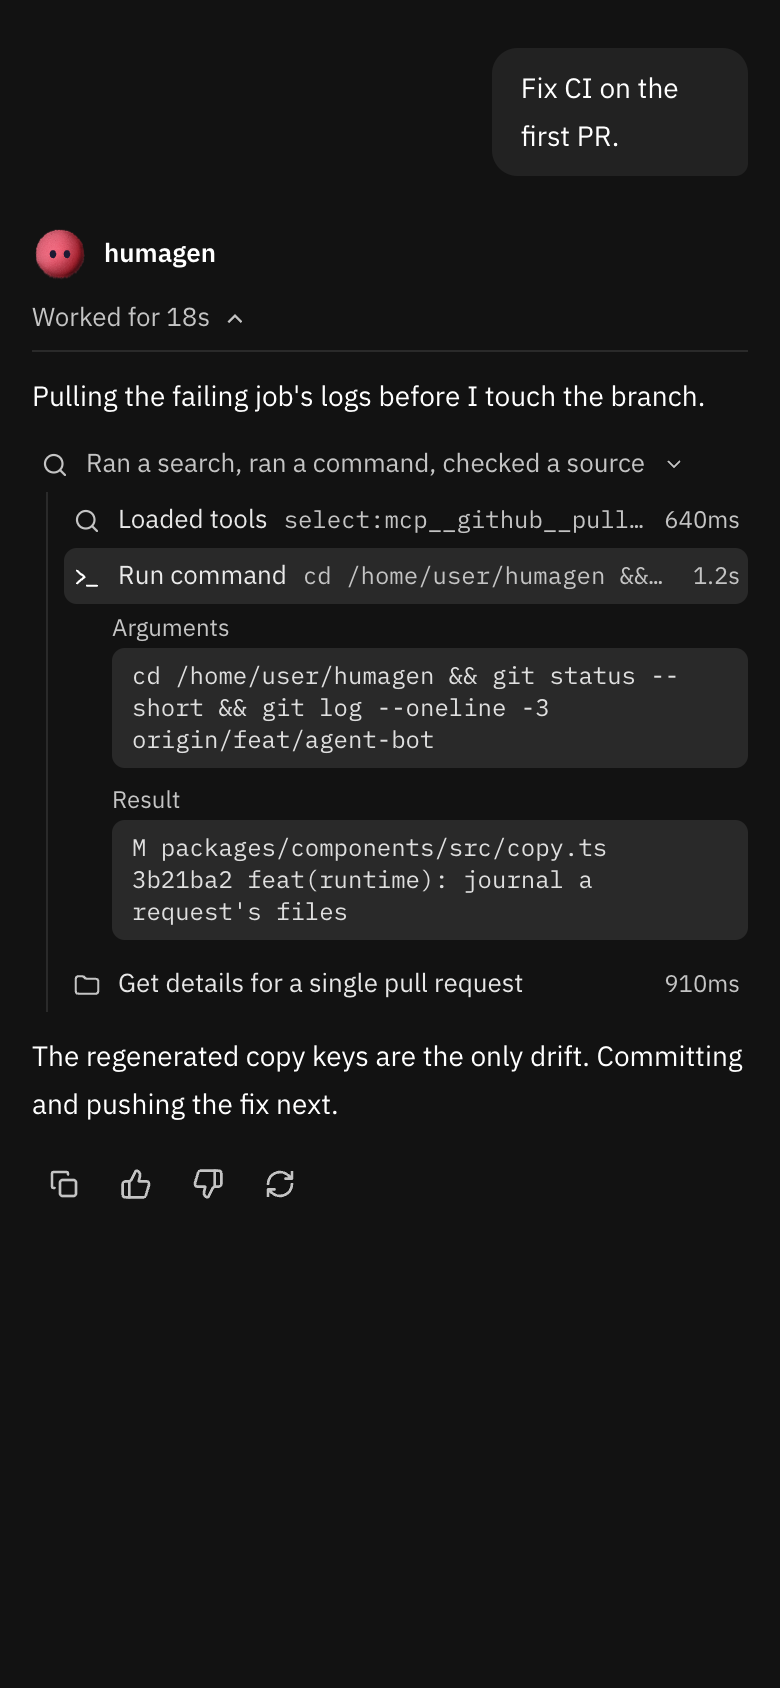 Fix CI on the
first PR.
humagen
Worked for 18s
Pulling the failing job's logs before I touch the branch.
Ran a search, ran a command, checked a source
Loaded tools select:mcp__github__pull… 640ms
Run command cd /home/user/humagen &&… 1.2s
Arguments
cd /home/user/humagen && git status --
short && git log --oneline -3
origin/feat/agent-bot
Result
M packages/components/src/copy.ts
3b21ba2 feat(runtime): journal a
request's files
Get details for a single pull request 910ms
The regenerated copy keys are the only drift. Committing
and pushing the fix next.